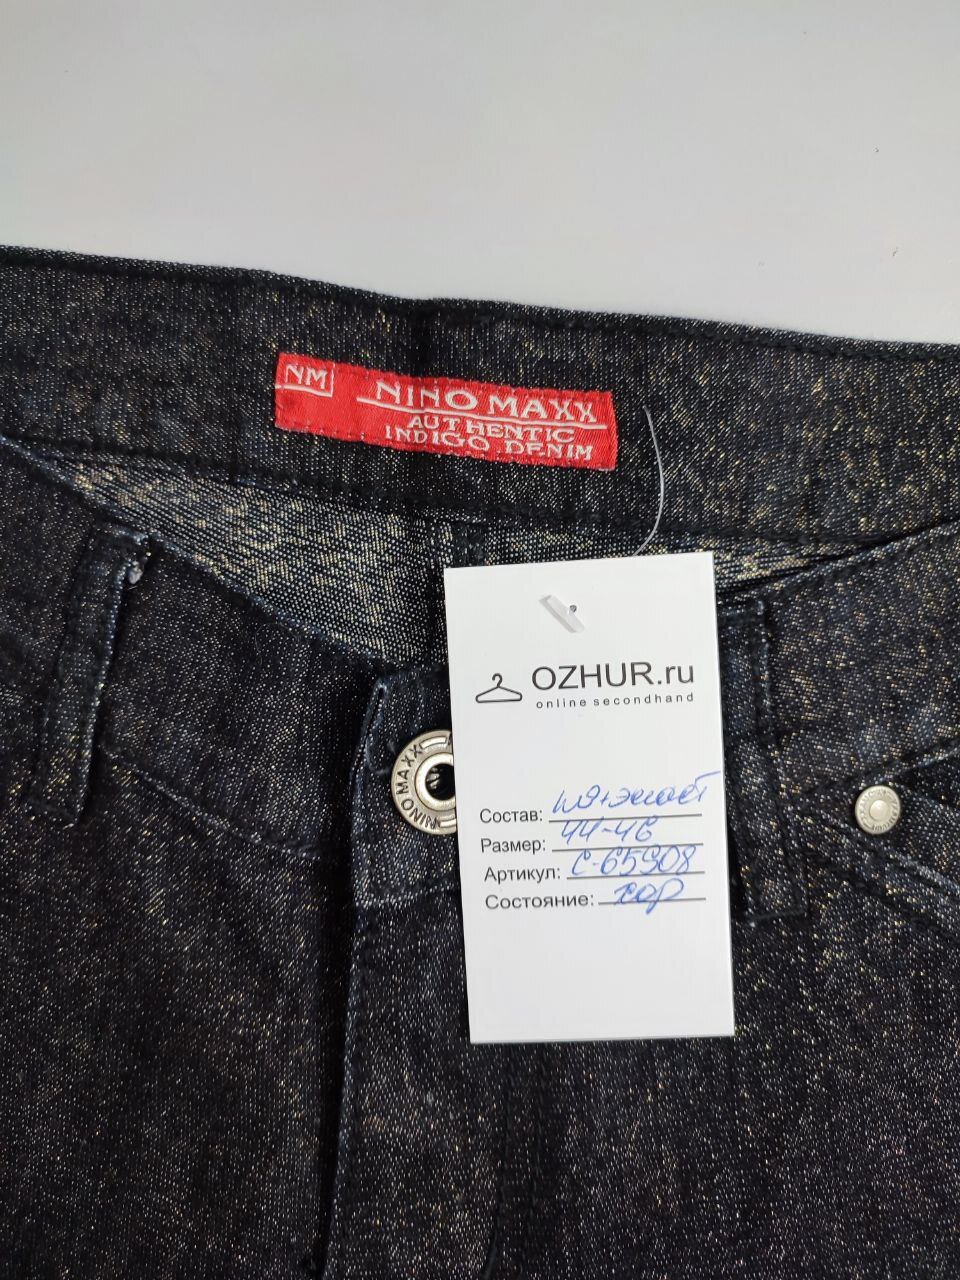 NM
NINO MAXX
AUTHENTIC
INDIGO DENIM
OZHUR.ru
online secondhand
NINO MAXX
Состав: х/б+эласт
Размер: 44-46
Артикул: С-65908
Состояние: хор